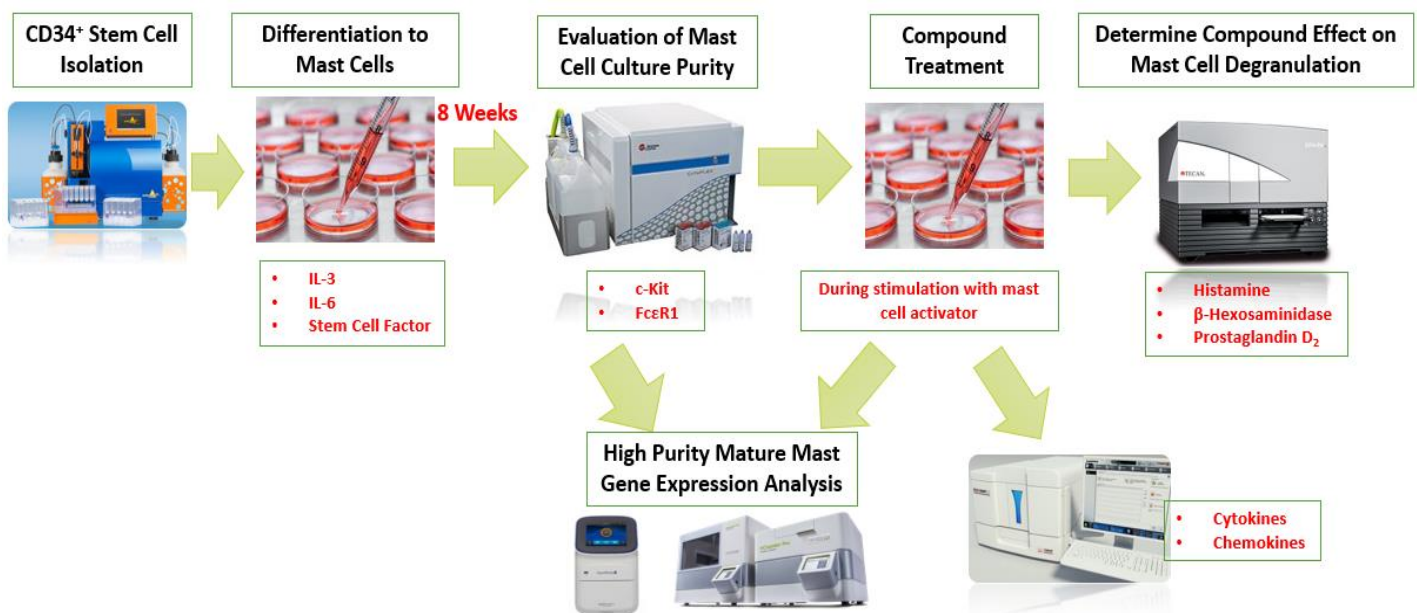 CD34⁺ Stem Cell
Isolation
Differentiation to
Mast Cells
Evaluation of Mast
Cell Culture Purity
Compound
Treatment
Determine Compound Effect on
Mast Cell Degranulation
8 Weeks
TECAN
• IL-3
• IL-6
• Stem Cell Factor
• c-Kit
• FcεR1
During stimulation with mast
cell activator
• Histamine
• β-Hexosaminidase
• Prostaglandin D₂
High Purity Mature Mast
Gene Expression Analysis
• Cytokines
• Chemokines